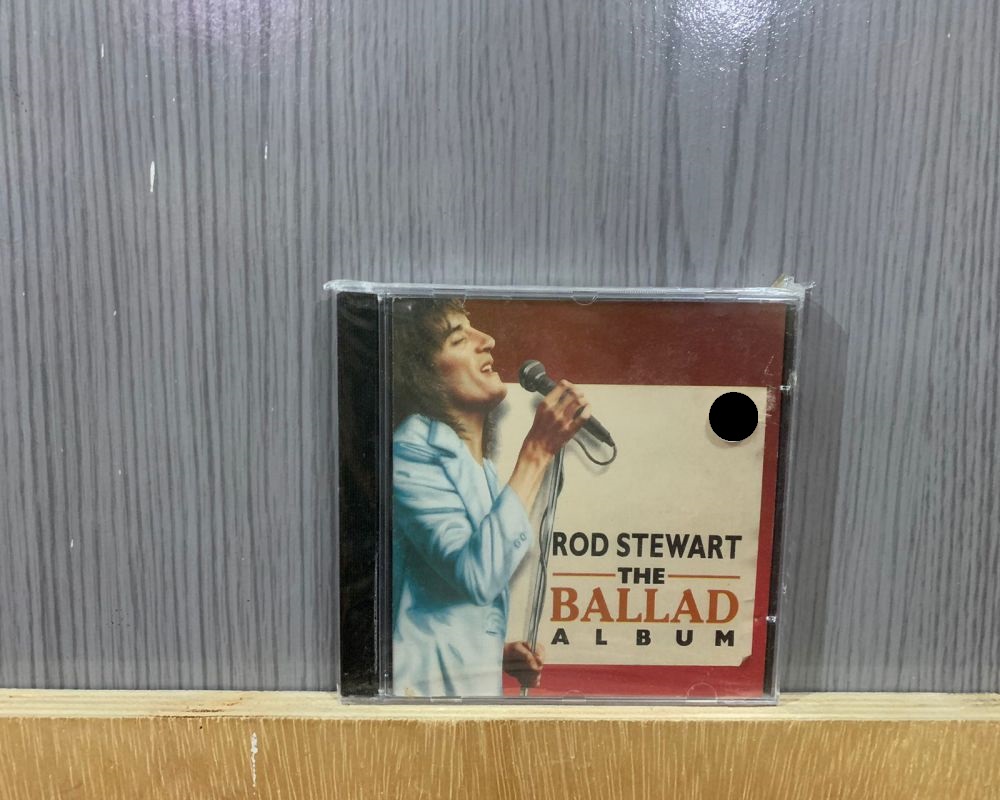 ROD STEWART
THE
BALLAD
ALBUM